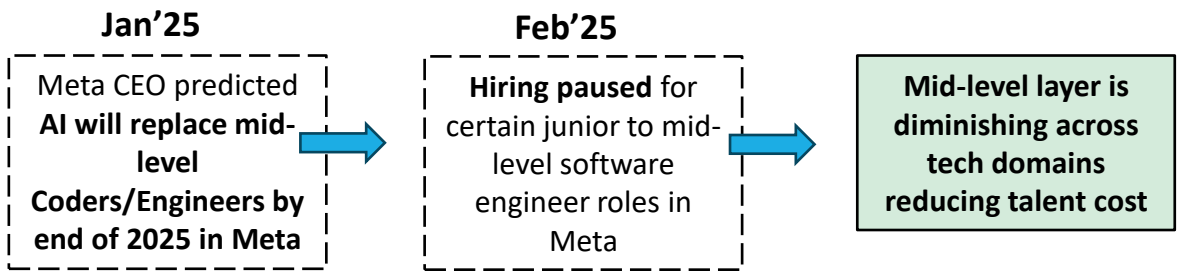 Jan’25
Meta CEO predicted
AI will replace mid-
level
Coders/Engineers by
end of 2025 in Meta
Feb’25
Hiring paused for
certain junior to mid-
level software
engineer roles in
Meta
Mid-level layer is
diminishing across
tech domains
reducing talent cost